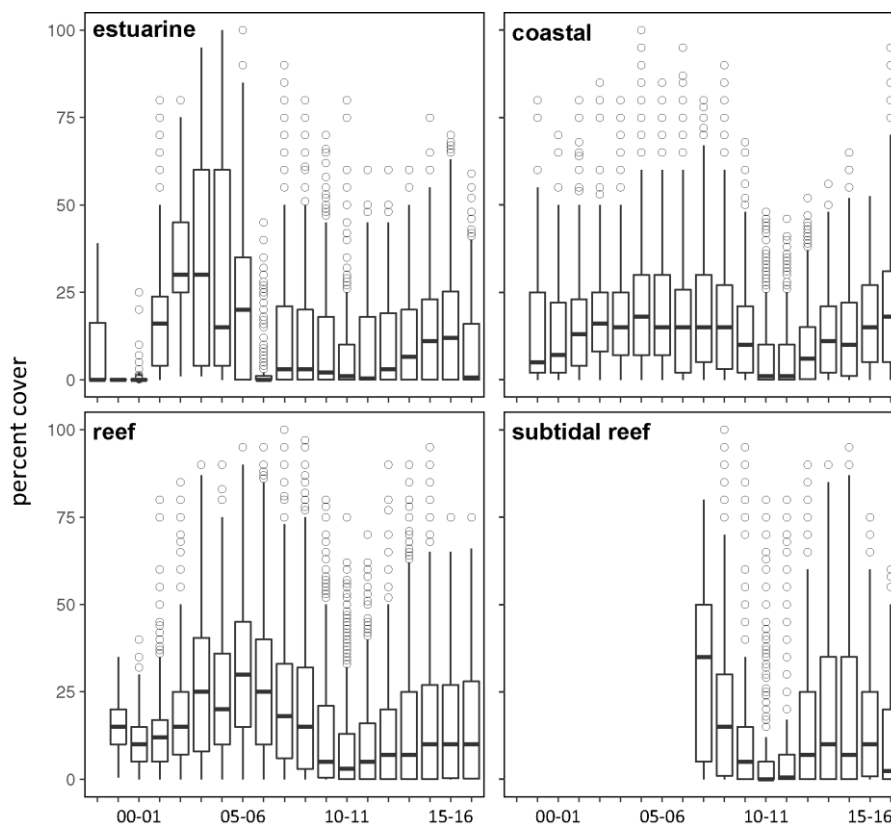 estuarine
coastal
100
75
50
25
0
reef
subtidal reef
100
75
50
25
0
percent cover
00-01 05-06 10-11 15-16
00-01 05-06 10-11 15-16